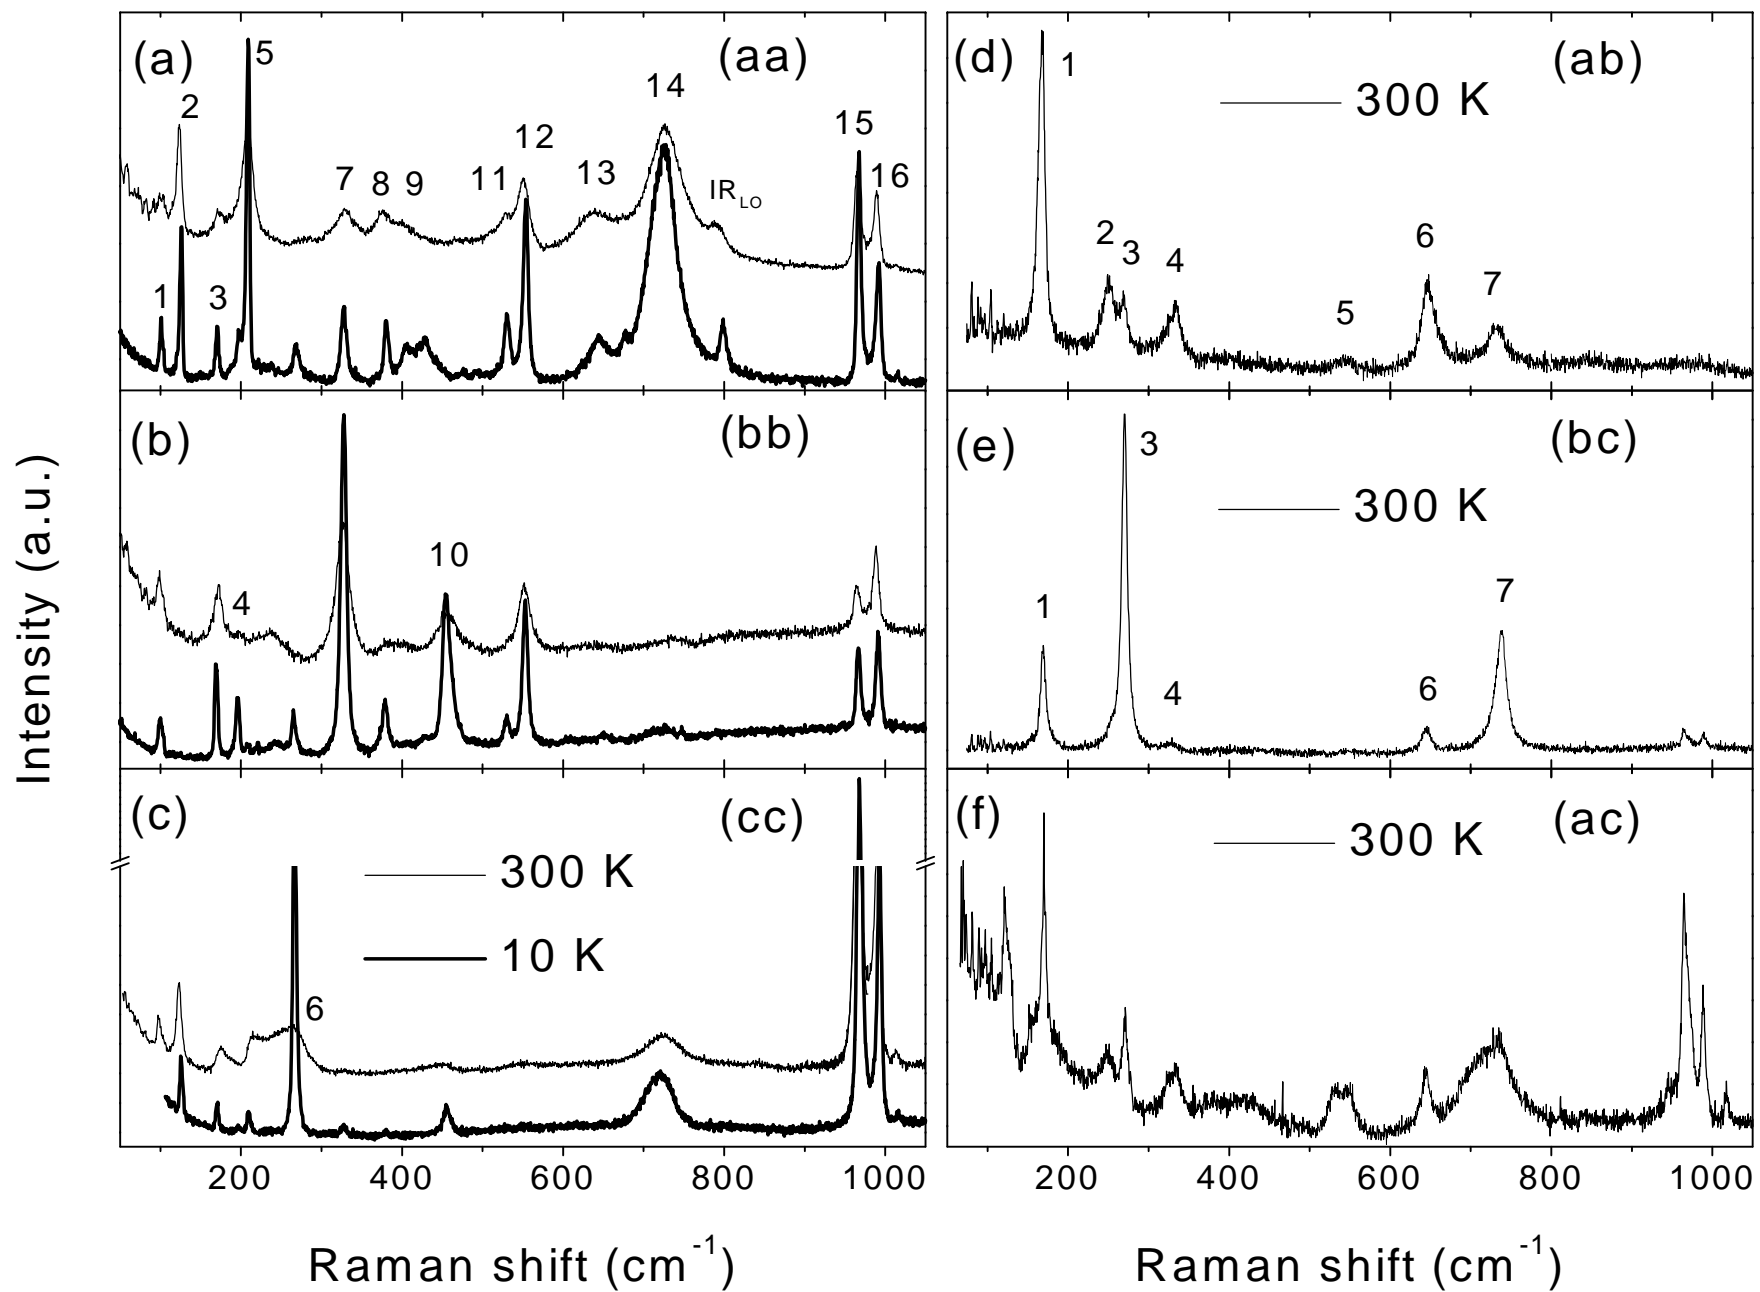 Intensity (a.u.)
(a)
(aa)
1
2
3
5
7
8
9
11
12
13
14
IR_LO
15
16
(b)
(bb)
4
10
(c)
(cc)
300 K
10 K
6
200 400 600 800 1000
Raman shift (cm^-1)
(d)
(ab)
300 K
1
2
3
4
5
6
7
(e)
(bc)
300 K
1
3
4
6
7
(f)
(ac)
300 K
200 400 600 800 1000
Raman shift (cm^-1)